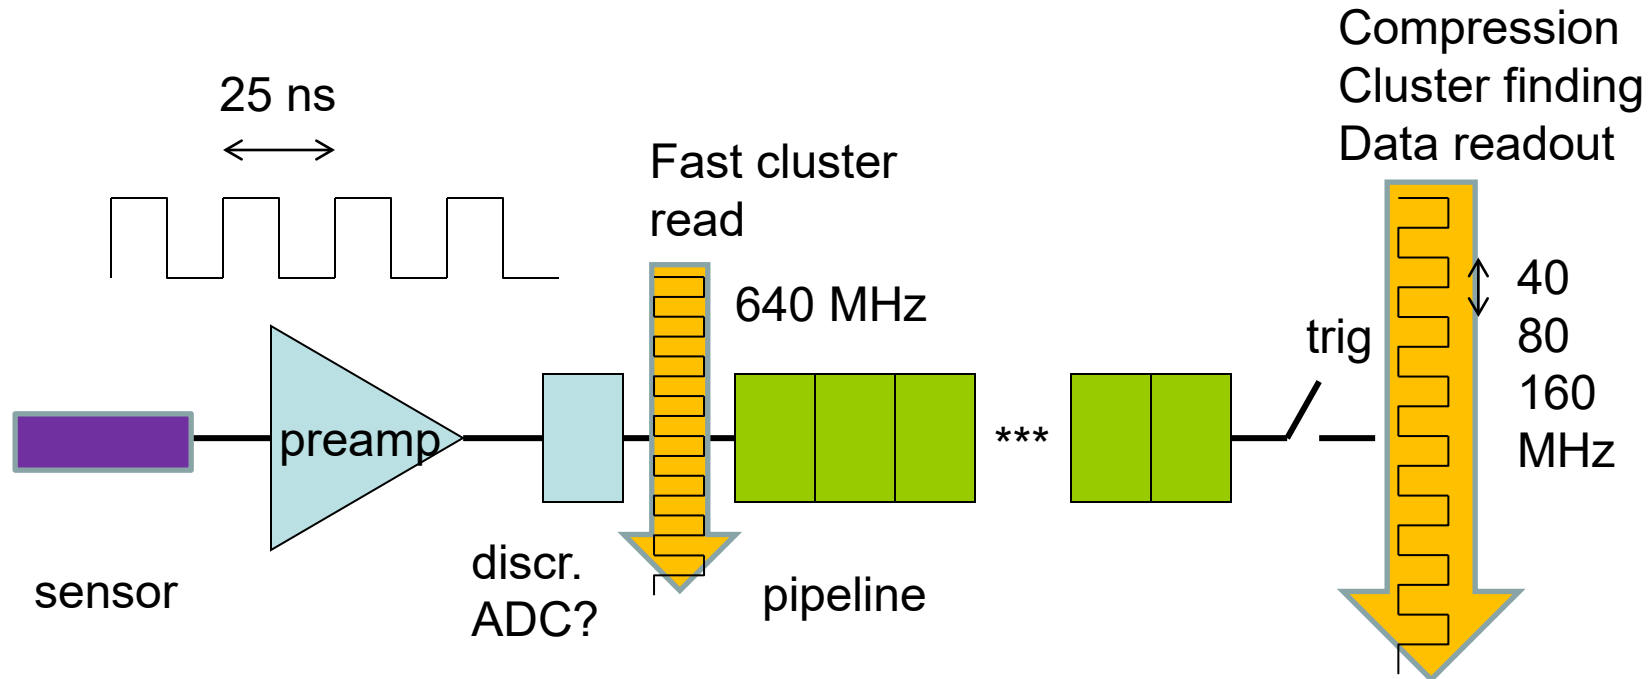 Compression
Cluster finding
Data readout
25 ns
Fast cluster
read
640 MHz
40
80
160
MHz
trig
preamp
***
discr.
ADC?
sensor
pipeline